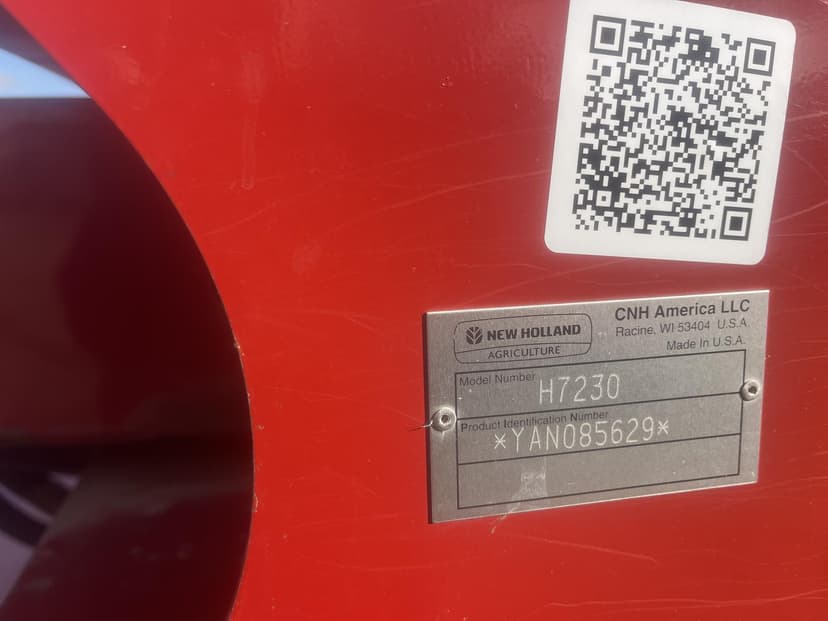 NEW HOLLAND
AGRICULTURE
CNH America LLC
Racine, WI 53404 U.S.A.
Made In U.S.A.
Model Number H7230
Product Identification Number
*YAN085629*